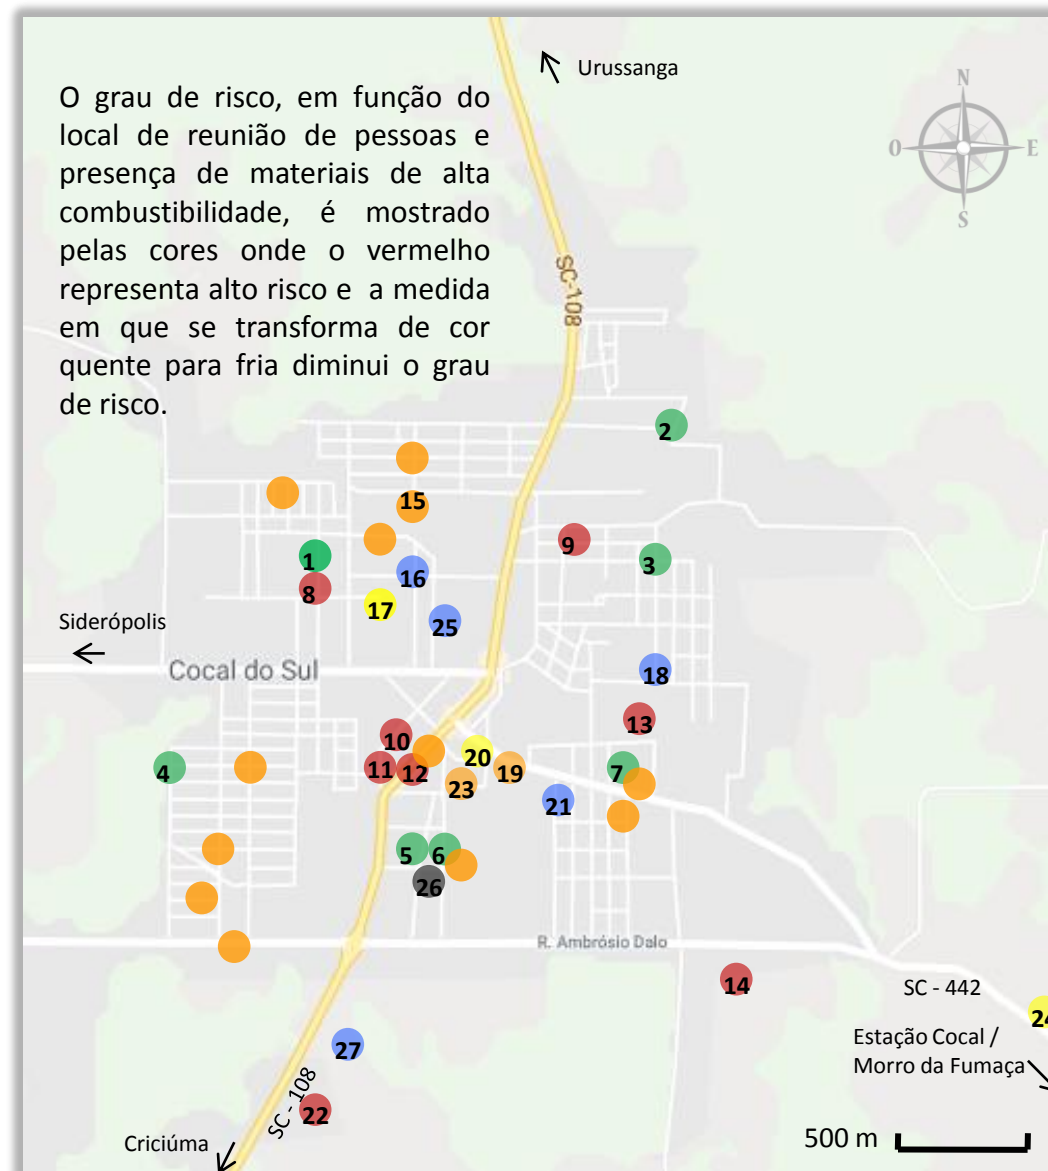 Urussanga
O grau de risco, em função do
local de reunião de pessoas e
presença de materiais de alta
combustibilidade, é mostrado
pelas cores onde o vermelho
representa alto risco e a medida
em que se transforma de cor
quente para fria diminui o grau
de risco.
N
O
E
S
SC-108
2
15
9
1
3
16
8
17
25
Siderópolis
Cocal do Sul
18
13
10
20
4
11
12
19
7
23
21
5
6
26
R. Ambrósio Dalo
14
SC - 442
24
27
Estação Cocal /
Morro da Fumaça
SC - 108
22
Criciúma
500 m